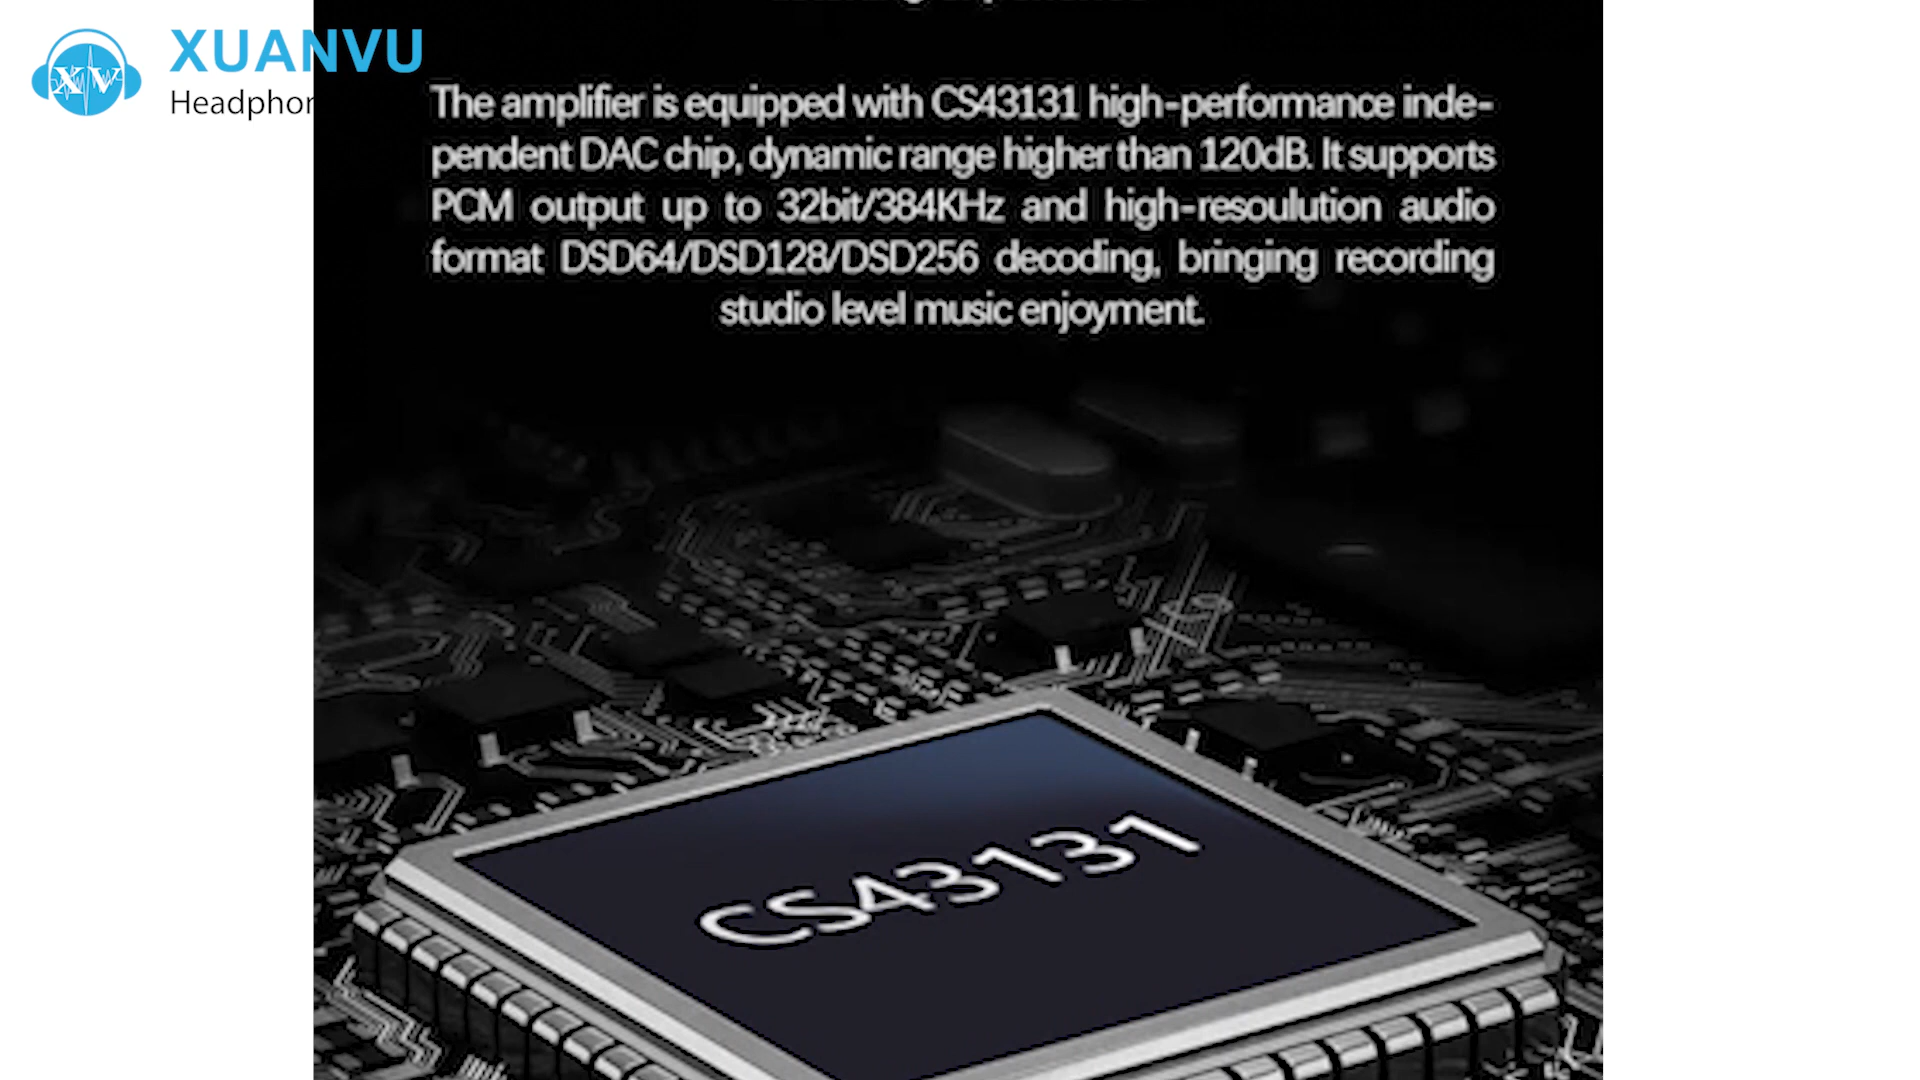 XUANVU
Headphon
The amplifier is equipped with CS43131 high-performance inde-
pendent DAC chip, dynamic range higher than 120dB. It supports
PCM output up to 32bit/384KHz and high-resoulution audio
format DSD64/DSD128/DSD256 decoding, bringing recording
studio level music enjoyment.
CS43131